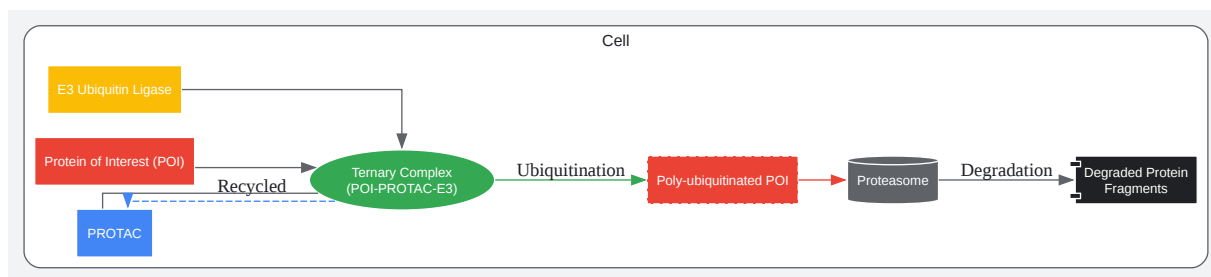 Cell
E3 Ubiquitin Ligase
Protein of Interest (POI)
Recycled
PROTAC
Ternary Complex
(POI-PROTAC-E3)
Ubiquitination
Poly-ubiquitinated POI
Proteasome
Degradation
Degraded Protein
Fragments